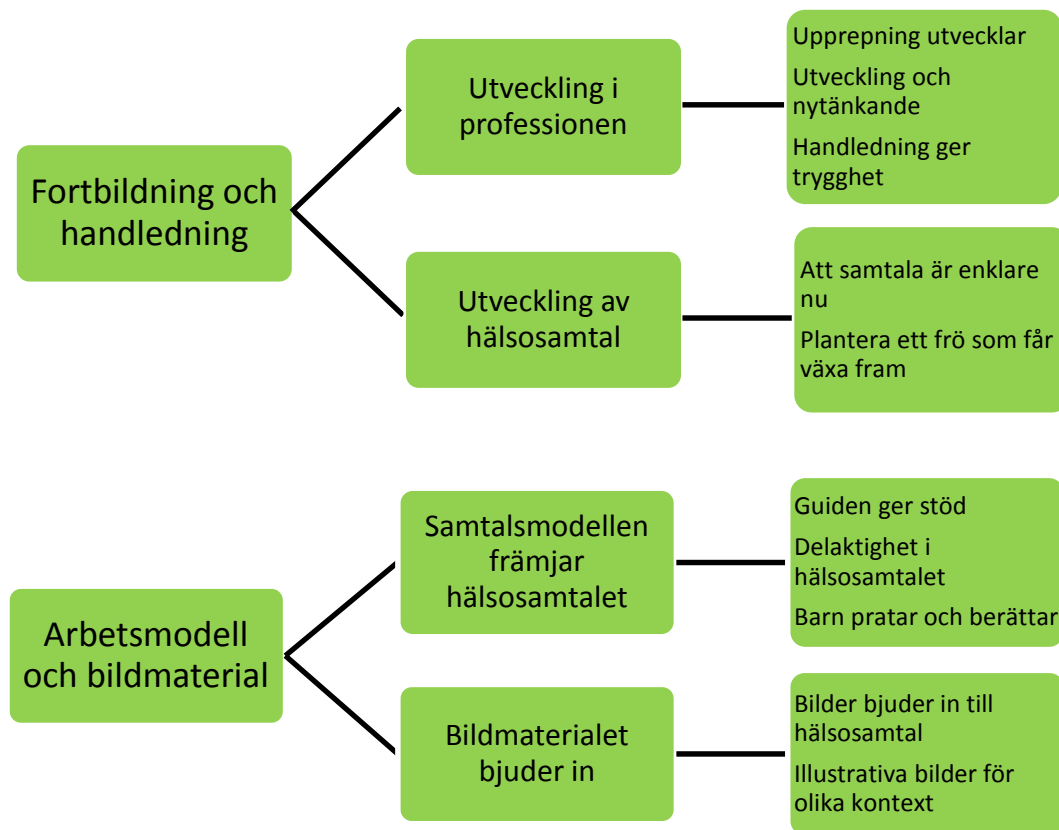 Fortbildning och
handledning
Utveckling i
professionen
Upprepning utvecklar
Utveckling och
nytänkande
Handledning ger
trygghet
Utveckling av
hälsosamtal
Att samtala är enklare
nu
Plantera ett frö som får
växa fram
Arbetsmodell
och bildmaterial
Samtalsmodellen
främjar
hälsosamtalet
Guiden ger stöd
Delaktighet i
hälsosamtalet
Barn pratar och berättar
Bildmaterialet
bjuder in
Bilder bjuder in till
hälsosamtal
Illustrativa bilder för
olika kontext